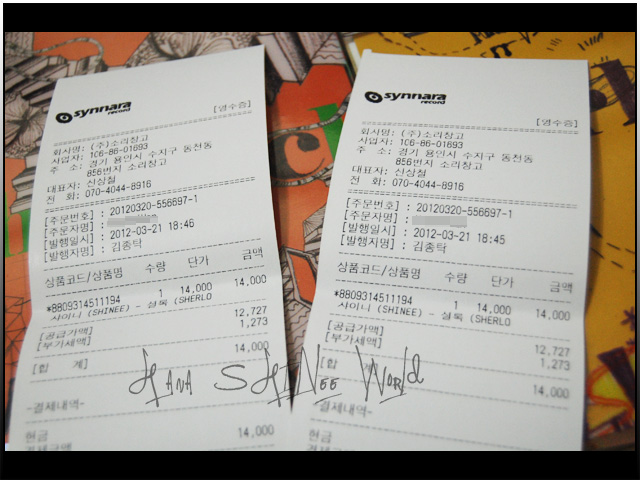 synnara
record
[영수증]
회사명: (주)소리창고
사업자: 106-86-01693
주 소: 경기 용인시 수지구 동천동
856번지 소리창고
대표자: 신상철
전 화: 070-4044-8916
[주문번호] : 20120320-556697-1
[주문자명] :
[발행일시] : 2012-03-21 18:46
[발행자명] : 김종탁
상품코드/상품명 수량 단가 금액
*8809314511194 1 14,000 14,000
샤이니 (SHINEE) - 셜록 (SHERLO
[공급가액] 12,727
[부가세액] 1,273
[합 계] 14,000
-결제내역-
현금 14,000
synnara
record
[영수증]
회사명: (주)소리창고
사업자: 106-86-01693
주 소: 경기 용인시 수지구 동천동
856번지 소리창고
대표자: 신상철
전 화: 070-4044-8916
[주문번호] : 20120320-556697-1
[주문자명] :
[발행일시] : 2012-03-21 18:45
[발행지명] : 김종탁
상품코드/상품명 수량 단가 금액
*8809314511194 1 14,000 14,000
샤이니 (SHINEE) - 셜록 (SHERLO
[공급가액] 12,727
[부가세액] 1,273
[합 계] 14,000
-결제내역-
현금
HANA SHINEE WORLD